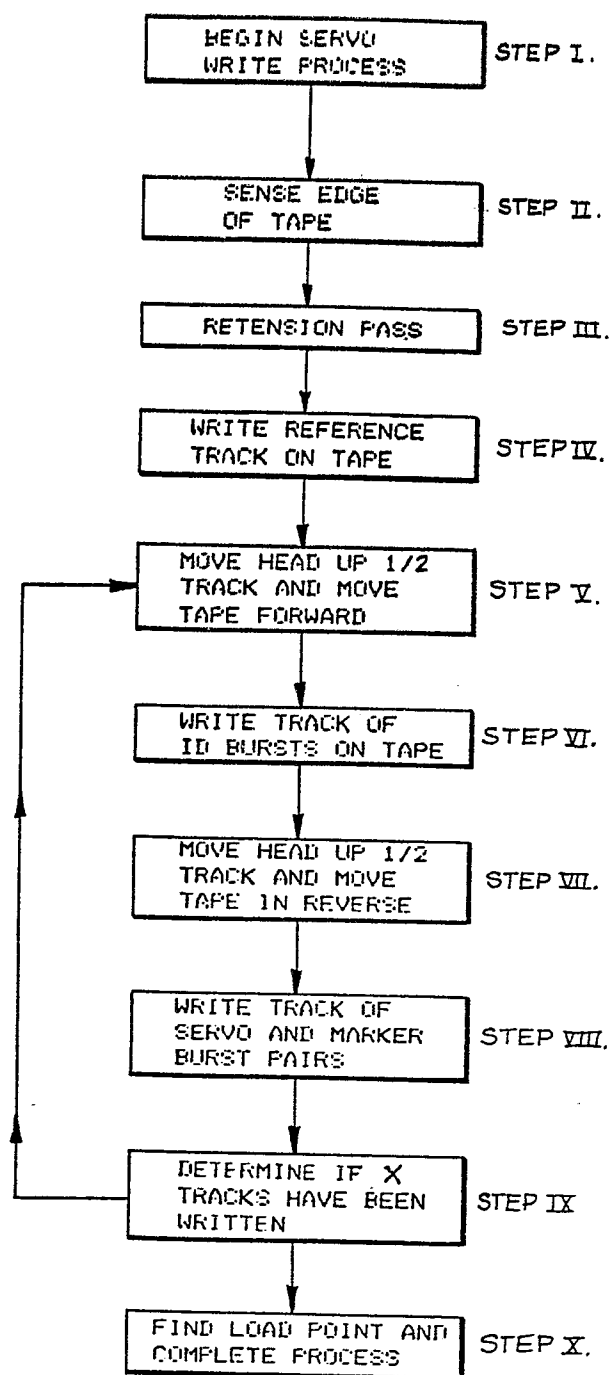 BEGIN SERVO
WRITE PROCESS
STEP I.
SENSE EDGE
OF TAPE
STEP II.
RETENSION PASS
STEP III.
WRITE REFERENCE
TRACK ON TAPE
STEP IV.
MOVE HEAD UP 1/2
TRACK AND MOVE
TAPE FORWARD
STEP V.
WRITE TRACK OF
ID BURSTS ON TAPE
STEP VI.
MOVE HEAD UP 1/2
TRACK AND MOVE
TAPE IN REVERSE
STEP VII.
WRITE TRACK OF
SERVO AND MARKER
BURST PAIRS
STEP VIII.
DETERMINE IF X
TRACKS HAVE BEEN
WRITTEN
STEP IX
FIND LOAD POINT AND
COMPLETE PROCESS
STEP X.